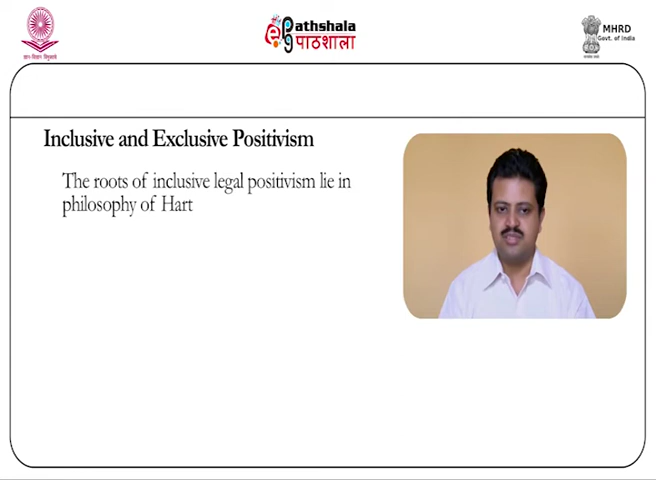 Pathshala
पाठशाला
MHRD
Govt. of India
Inclusive and Exclusive Positivism
The roots of inclusive legal positivism lie in
philosophy of Hart